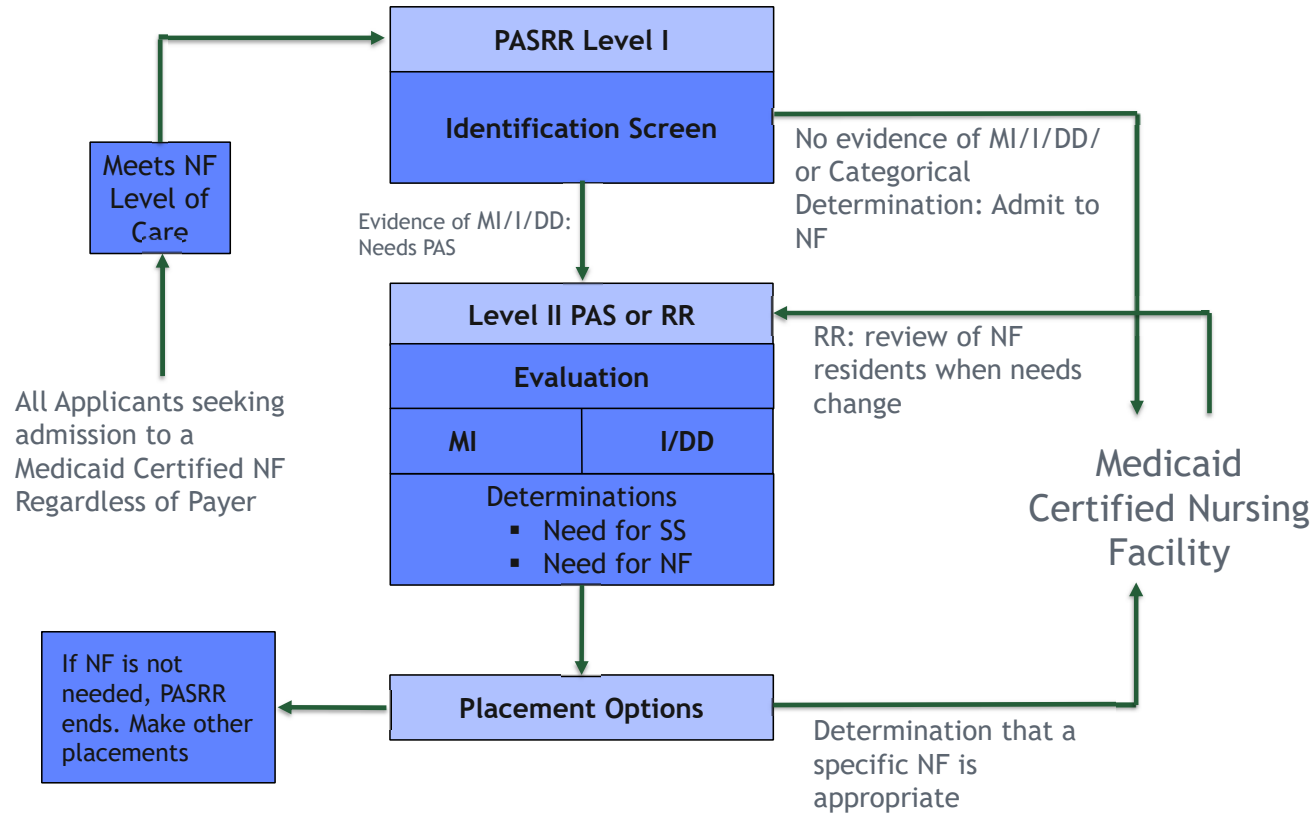 PASRR Level I
Identification Screen
Meets NF
Level of
Care
No evidence of MI/I/DD/
or Categorical
Determination: Admit to
NF
Evidence of MI/I/DD:
Needs PAS
Level II PAS or RR
Evaluation
MI
I/DD
Determinations
▪ Need for SS
▪ Need for NF
RR: review of NF
residents when needs
change
All Applicants seeking
admission to a
Medicaid Certified NF
Regardless of Payer
Medicaid
Certified Nursing
Facility
If NF is not
needed, PASRR
ends. Make other
placements
Placement Options
Determination that a
specific NF is
appropriate